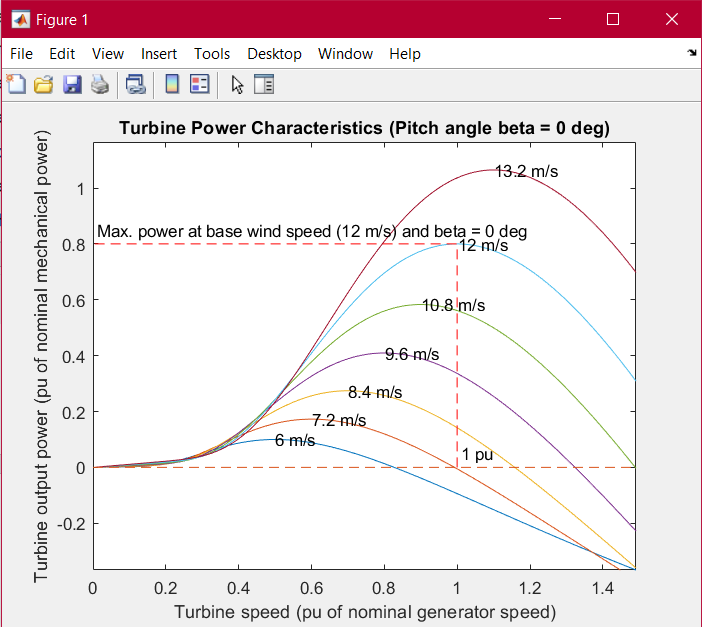 Figure 1
File Edit View Insert Tools Desktop Window Help
Turbine Power Characteristics (Pitch angle beta = 0 deg)
Turbine output power (pu of nominal mechanical power)
1
0.8
0.6
0.4
0.2
0
-0.2
13.2 m/s
Max. power at base wind speed (12 m/s) and beta = 0 deg
12 m/s
10.8 m/s
9.6 m/s
8.4 m/s
7.2 m/s
6 m/s
1 pu
0 0.2 0.4 0.6 0.8 1 1.2 1.4
Turbine speed (pu of nominal generator speed)